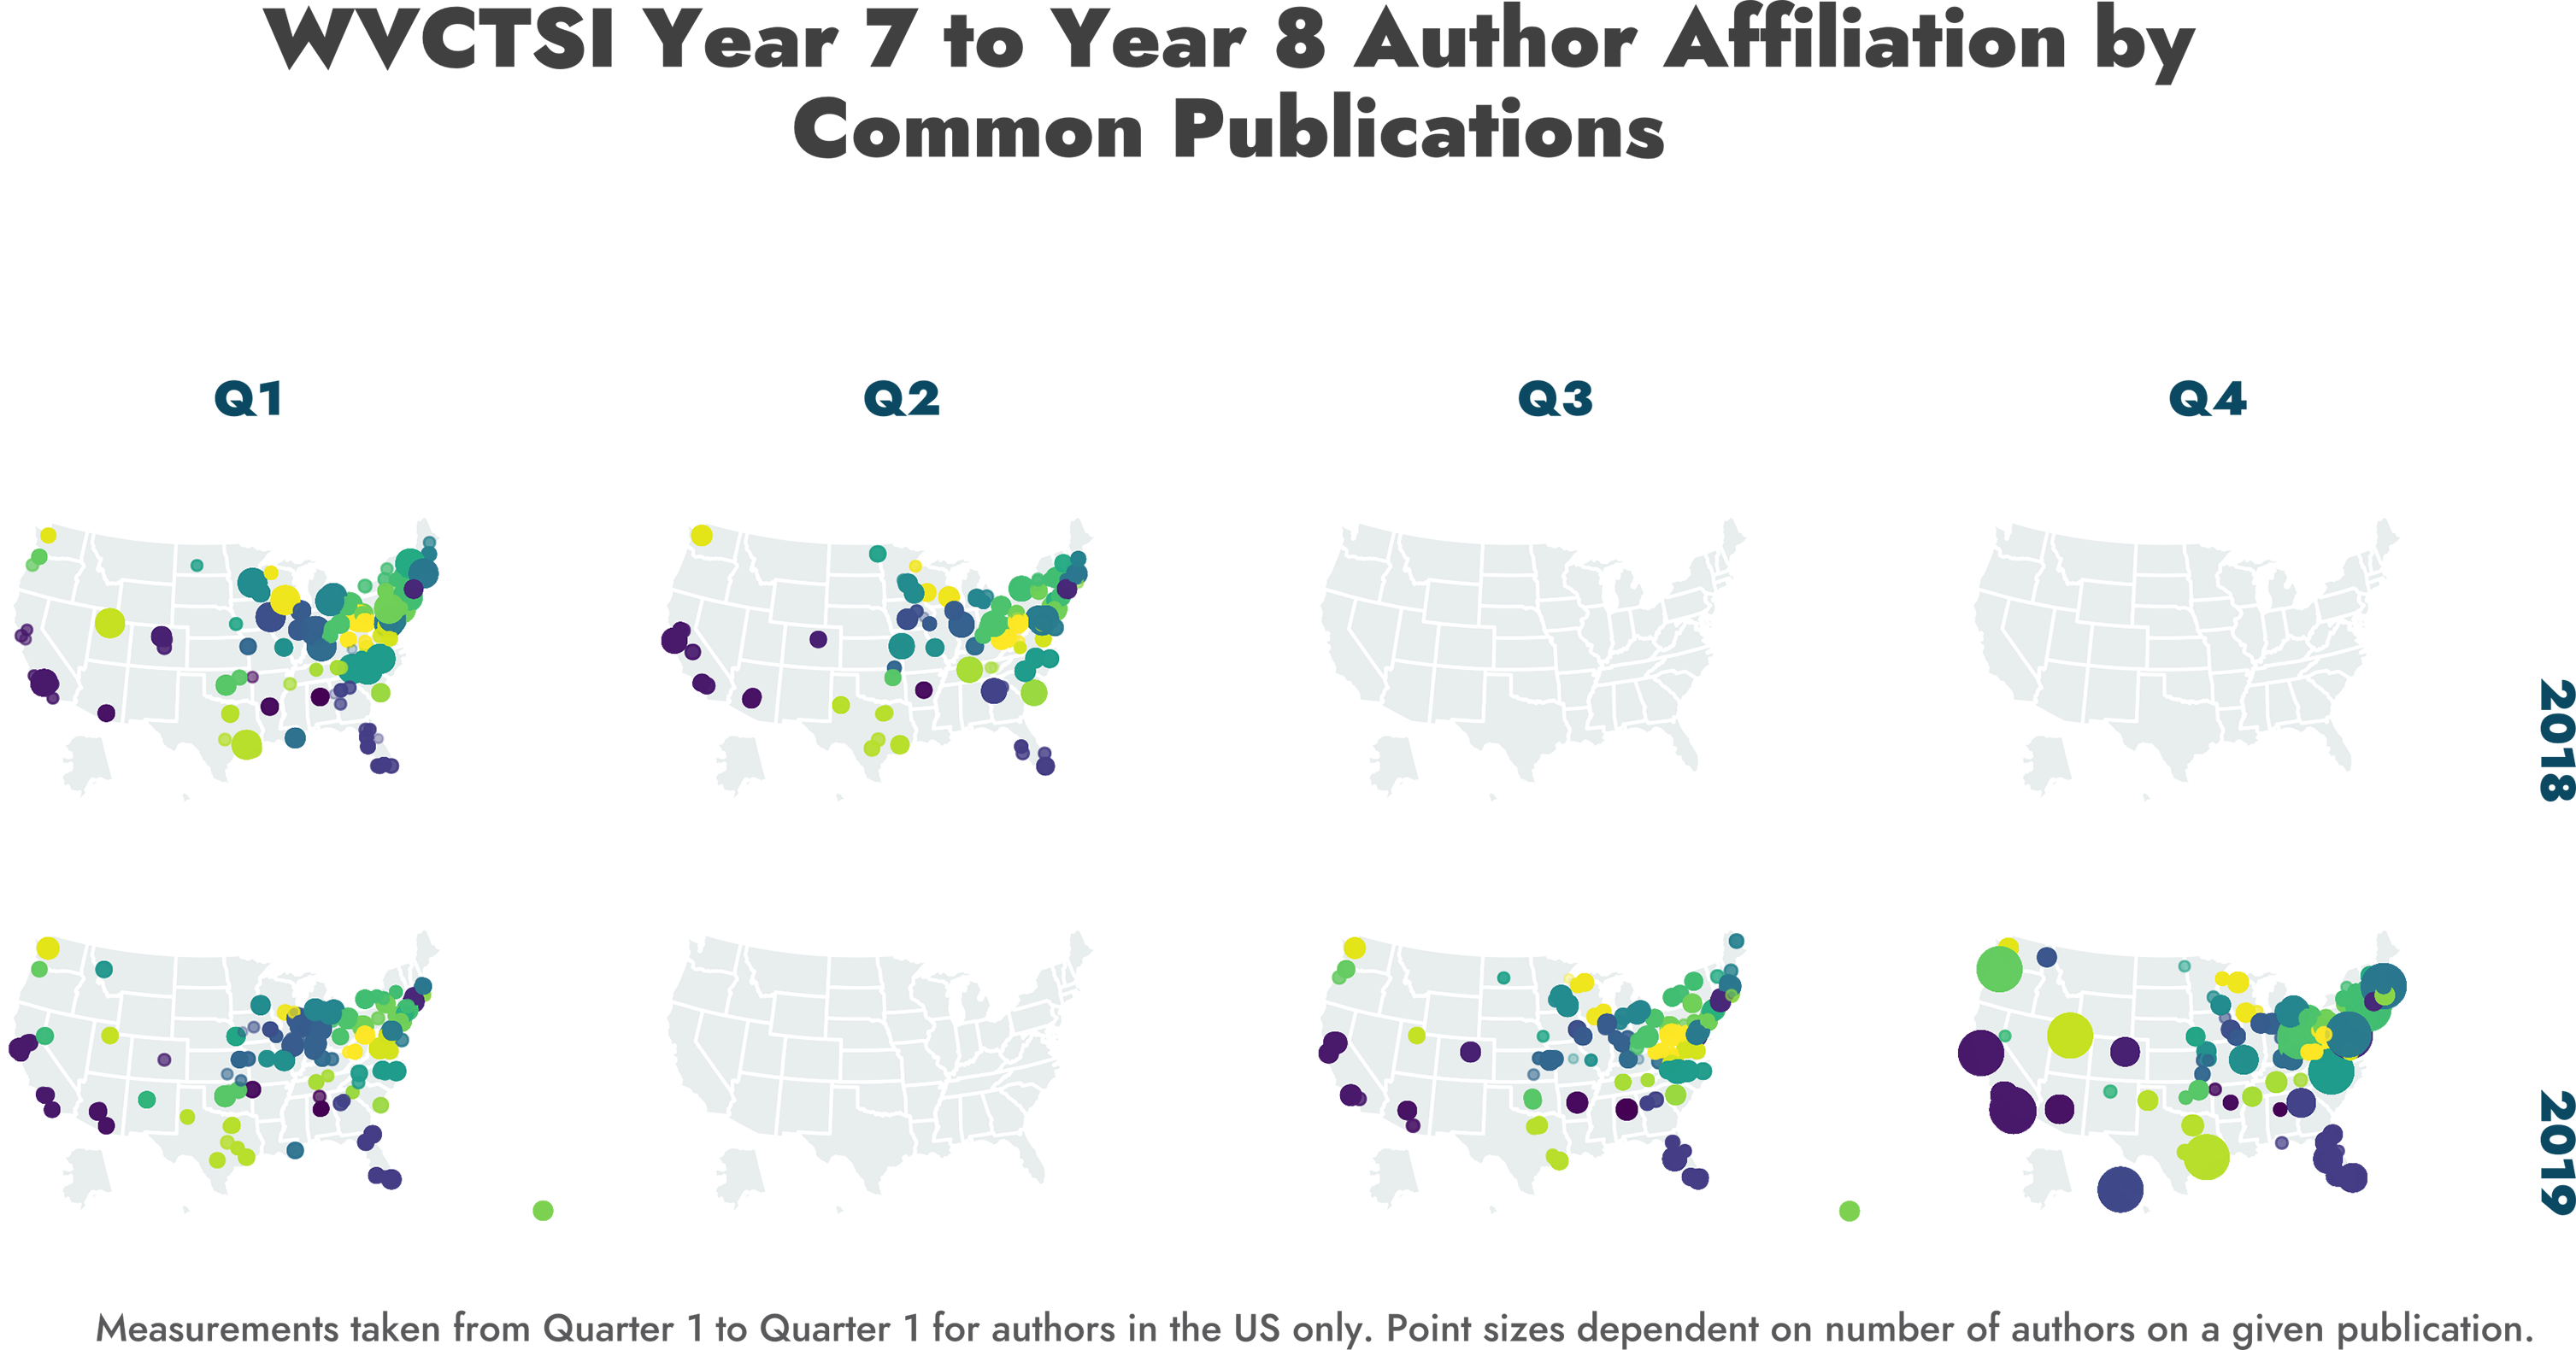 WVCTSI Year 7 to Year 8 Author Affiliation by
Common Publications
Q1
Q2
Q3
Q4
2018
2019
Measurements taken from Quarter 1 to Quarter 1 for authors in the US only. Point sizes dependent on number of authors on a given publication.